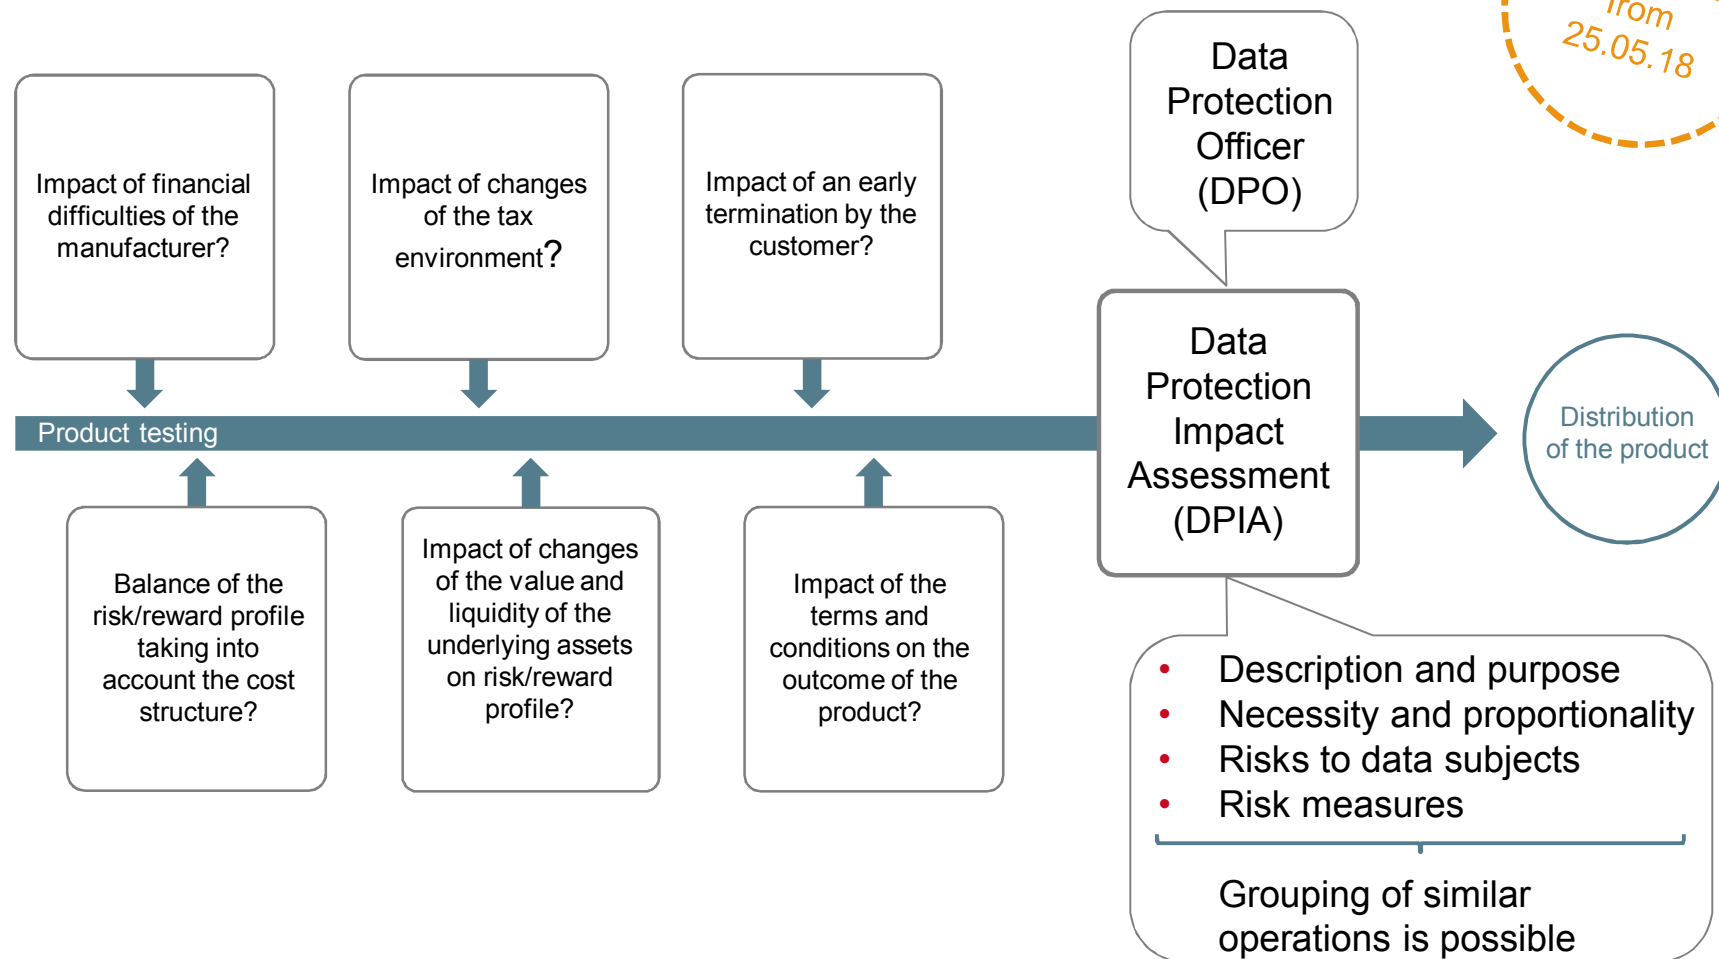 from
25.05.18
Data
Protection
Officer
(DPO)
Impact of financial
difficulties of the
manufacturer?
Impact of changes
of the tax
environment?
Impact of an early
termination by the
customer?
Product testing
Data
Protection
Impact
Assessment
(DPIA)
Distribution
of the product
Balance of the
risk/reward profile
taking into
account the cost
structure?
Impact of changes
of the value and
liquidity of the
underlying assets
on risk/reward
profile?
Impact of the
terms and
conditions on the
outcome of the
product?
• Description and purpose
• Necessity and proportionality
• Risks to data subjects
• Risk measures
Grouping of similar
operations is possible